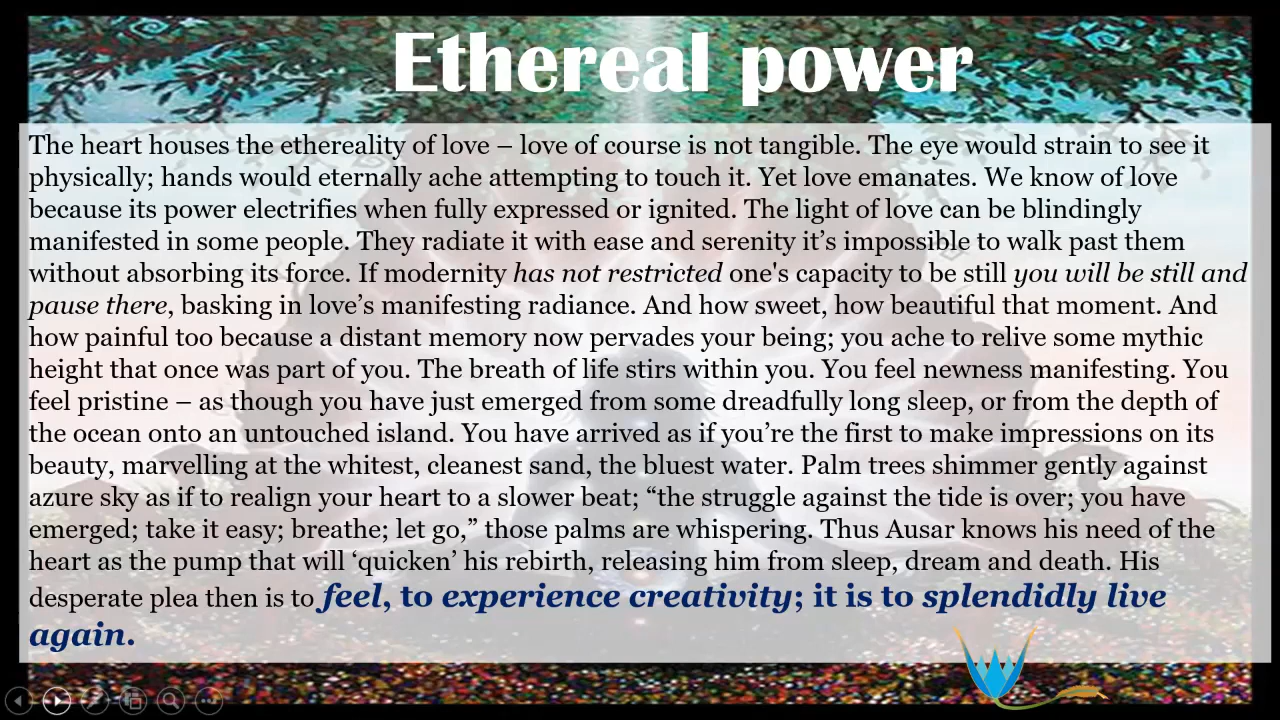 Ethereal power
The heart houses the ethereality of love – love of course is not tangible. The eye would strain to see it
physically; hands would eternally ache attempting to touch it. Yet love emanates. We know of love
because its power electrifies when fully expressed or ignited. The light of love can be blindingly
manifested in some people. They radiate it with ease and serenity it’s impossible to walk past them
without absorbing its force. If modernity has not restricted one's capacity to be still you will be still and
pause there, basking in love’s manifesting radiance. And how sweet, how beautiful that moment. And
how painful too because a distant memory now pervades your being; you ache to relive some mythic
height that once was part of you. The breath of life stirs within you. You feel newness manifesting. You
feel pristine – as though you have just emerged from some dreadfully long sleep, or from the depth of
the ocean onto an untouched island. You have arrived as if you’re the first to make impressions on its
beauty, marvelling at the whitest, cleanest sand, the bluest water. Palm trees shimmer gently against
azure sky as if to realign your heart to a slower beat; “the struggle against the tide is over; you have
emerged; take it easy; breathe; let go,” those palms are whispering. Thus Ausar knows his need of the
heart as the pump that will ‘quicken’ his rebirth, releasing him from sleep, dream and death. His
desperate plea then is to feel, to experience creativity; it is to splendidly live
again.